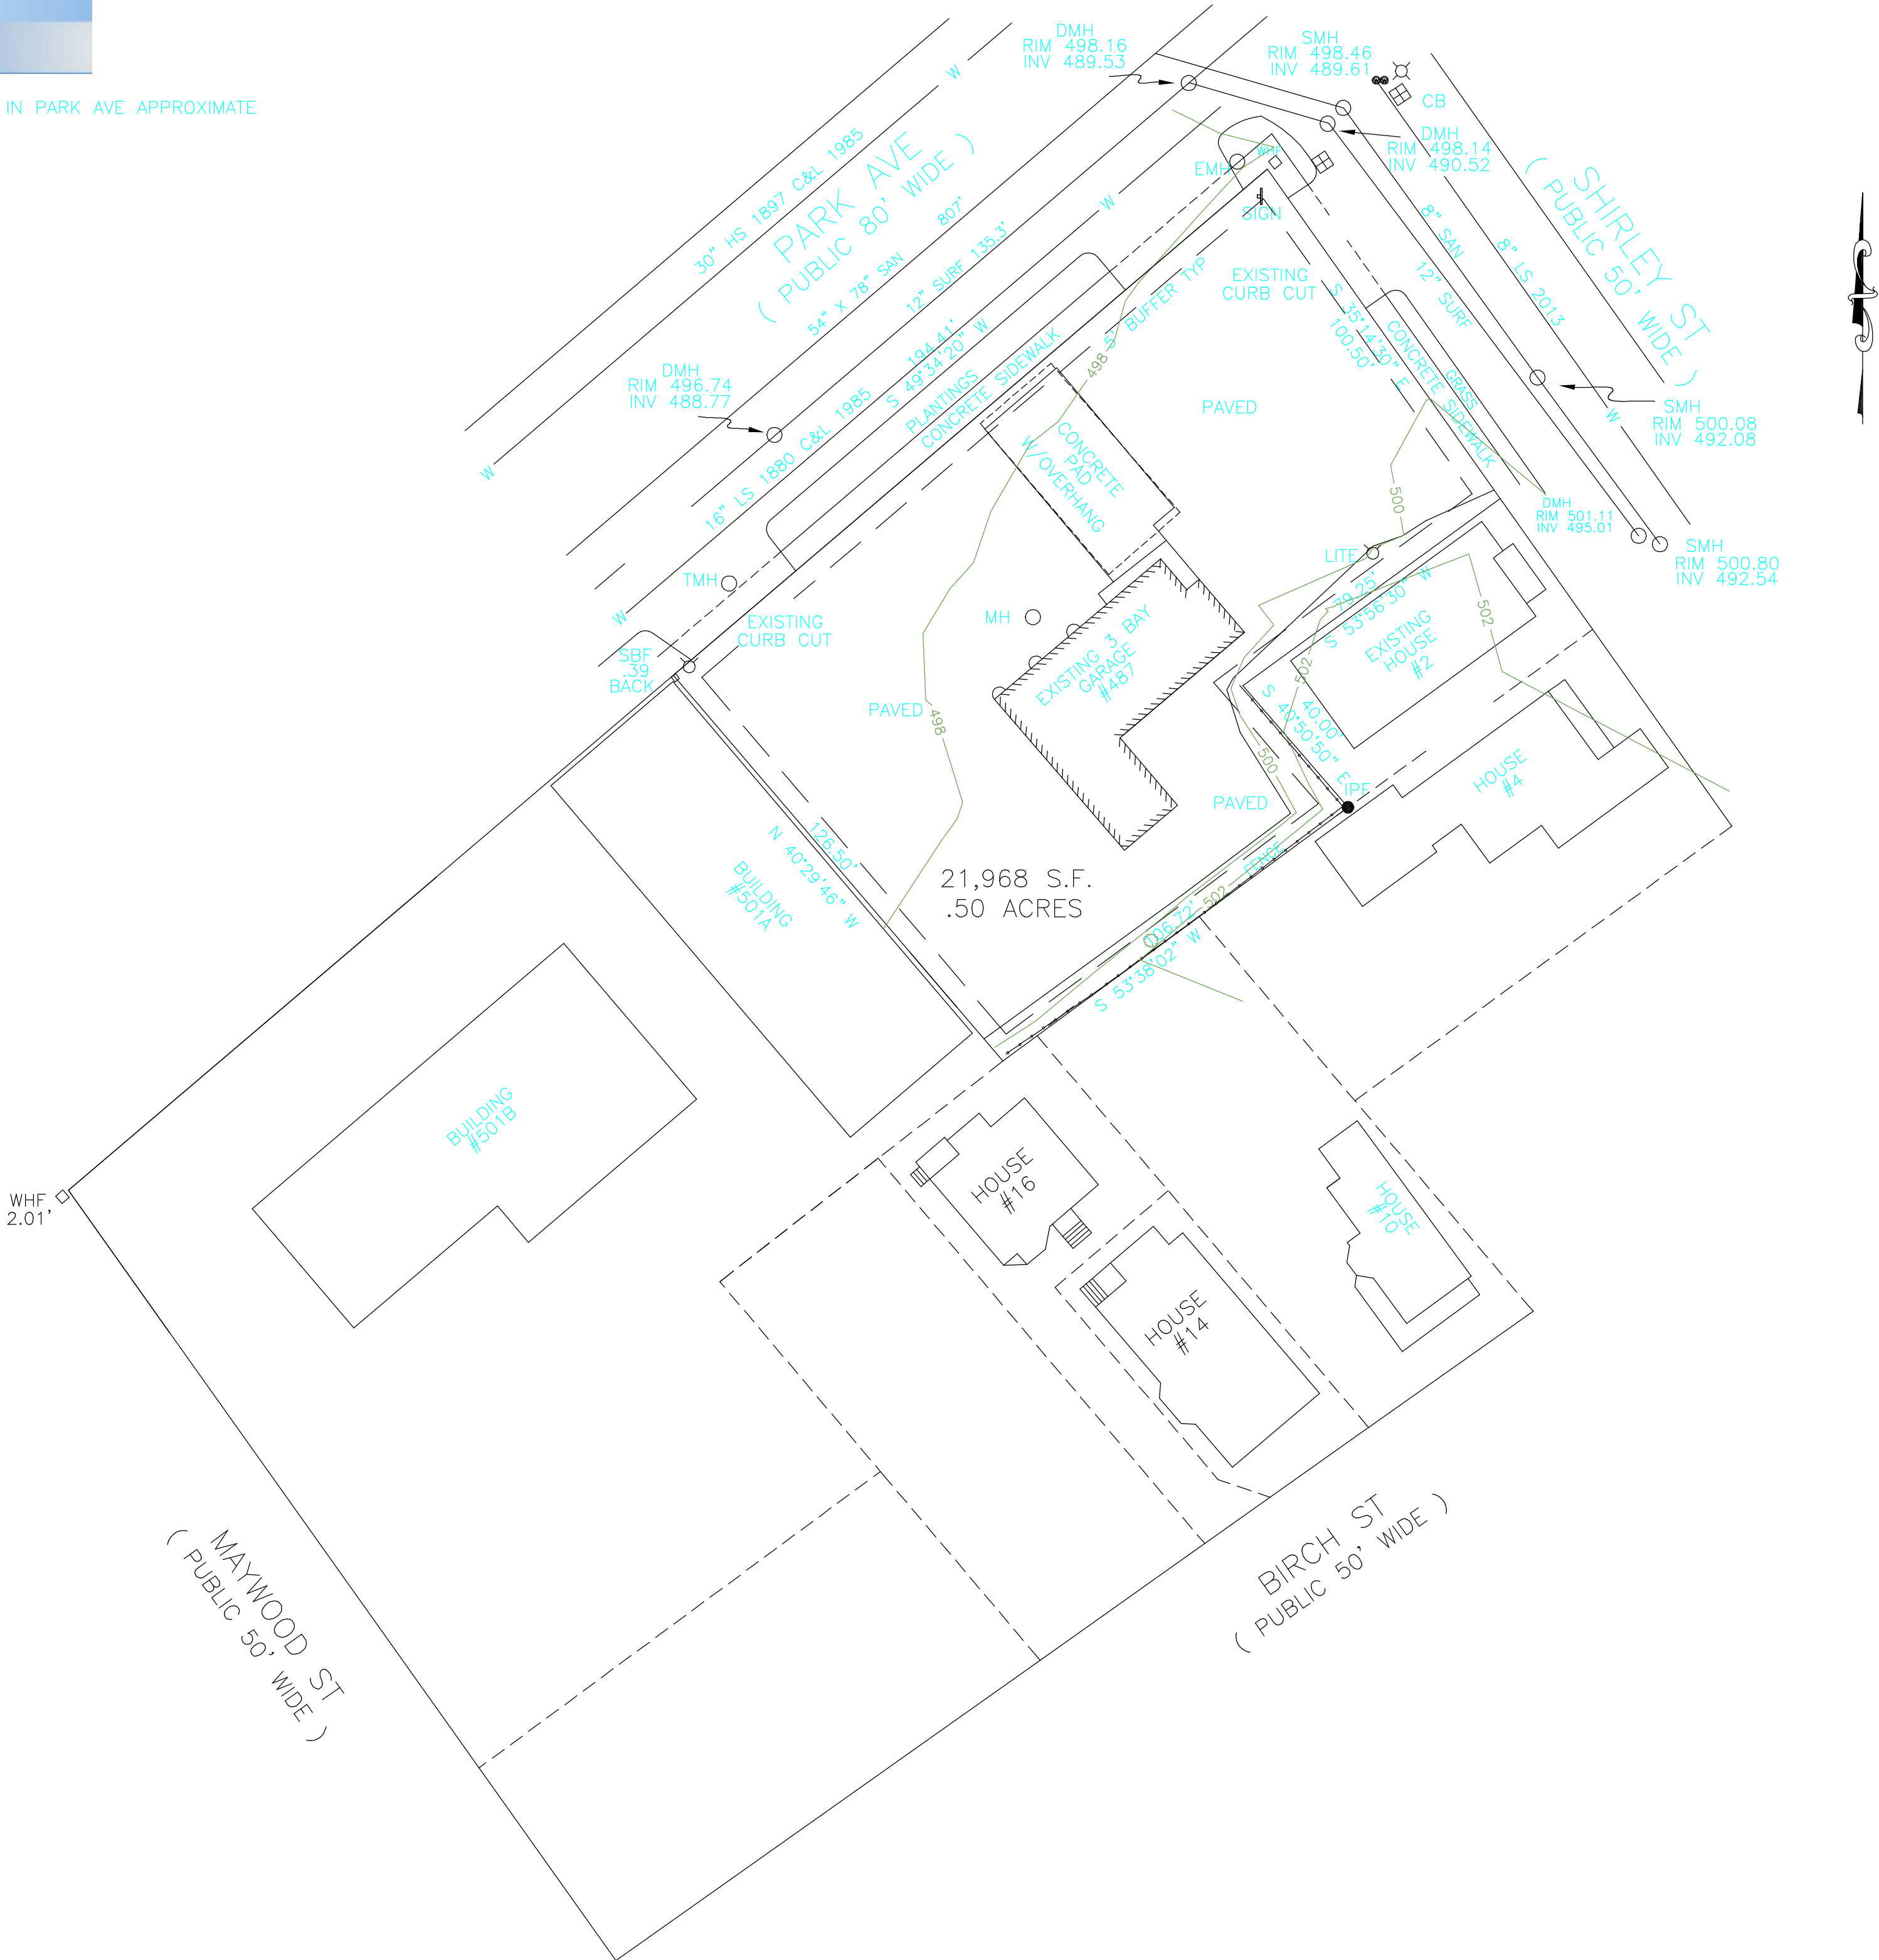 IN PARK AVE APPROXIMATE
DMH
RIM 498.16
INV 489.53
SMH
RIM 498.46
INV 489.61
CB
DMH
RIM 498.14
INV 490.52
W
W
30" HS 1897 C&L 1985
PARK AVE
( PUBLIC 80' WIDE )
54" X 78" SAN 807'
12" SURF 135.3'
W
W
16" LS 1880 C&L 1985
194.41'
S 49°34'20" W
PLANTINGS
CONCRETE SIDEWALK
5' BUFFER TYP
EMH
WHF
SIGN
EXISTING
CURB CUT
S 35°14'30" E
100.50'
CONCRETE SIDEWALK
GRASS
8" SAN
12" SURF
8" LS 2013
W
SHIRLEY ST
( PUBLIC 50' WIDE )
DMH
RIM 496.74
INV 488.77
SMH
RIM 500.08
INV 492.08
DMH
RIM 501.11
INV 495.01
SMH
RIM 500.80
INV 492.54
498
PAVED
500
CONCRETE
PAD
W/OVERHANG
LITE
79.25'
S 53°56'30" W
EXISTING
HOUSE
#2
502
502
TMH
MH
EXISTING
CURB CUT
SBF
.39
BACK
EXISTING 3 BAY
GARAGE
#487
PAVED
498
40.00'
S 40°50'50" E
IPF
500
PAVED
HOUSE
#4
126.50'
N 40°29'46" W
BUILDING
#501A
21,968 S.F.
.50 ACRES
FENCE
502
106.72'
S 53°38'02" W
BUILDING
#501B
WHF
2.01'
HOUSE
#16
HOUSE
#14
HOUSE
#10
MAYWOOD ST
( PUBLIC 50' WIDE )
BIRCH ST
( PUBLIC 50' WIDE )